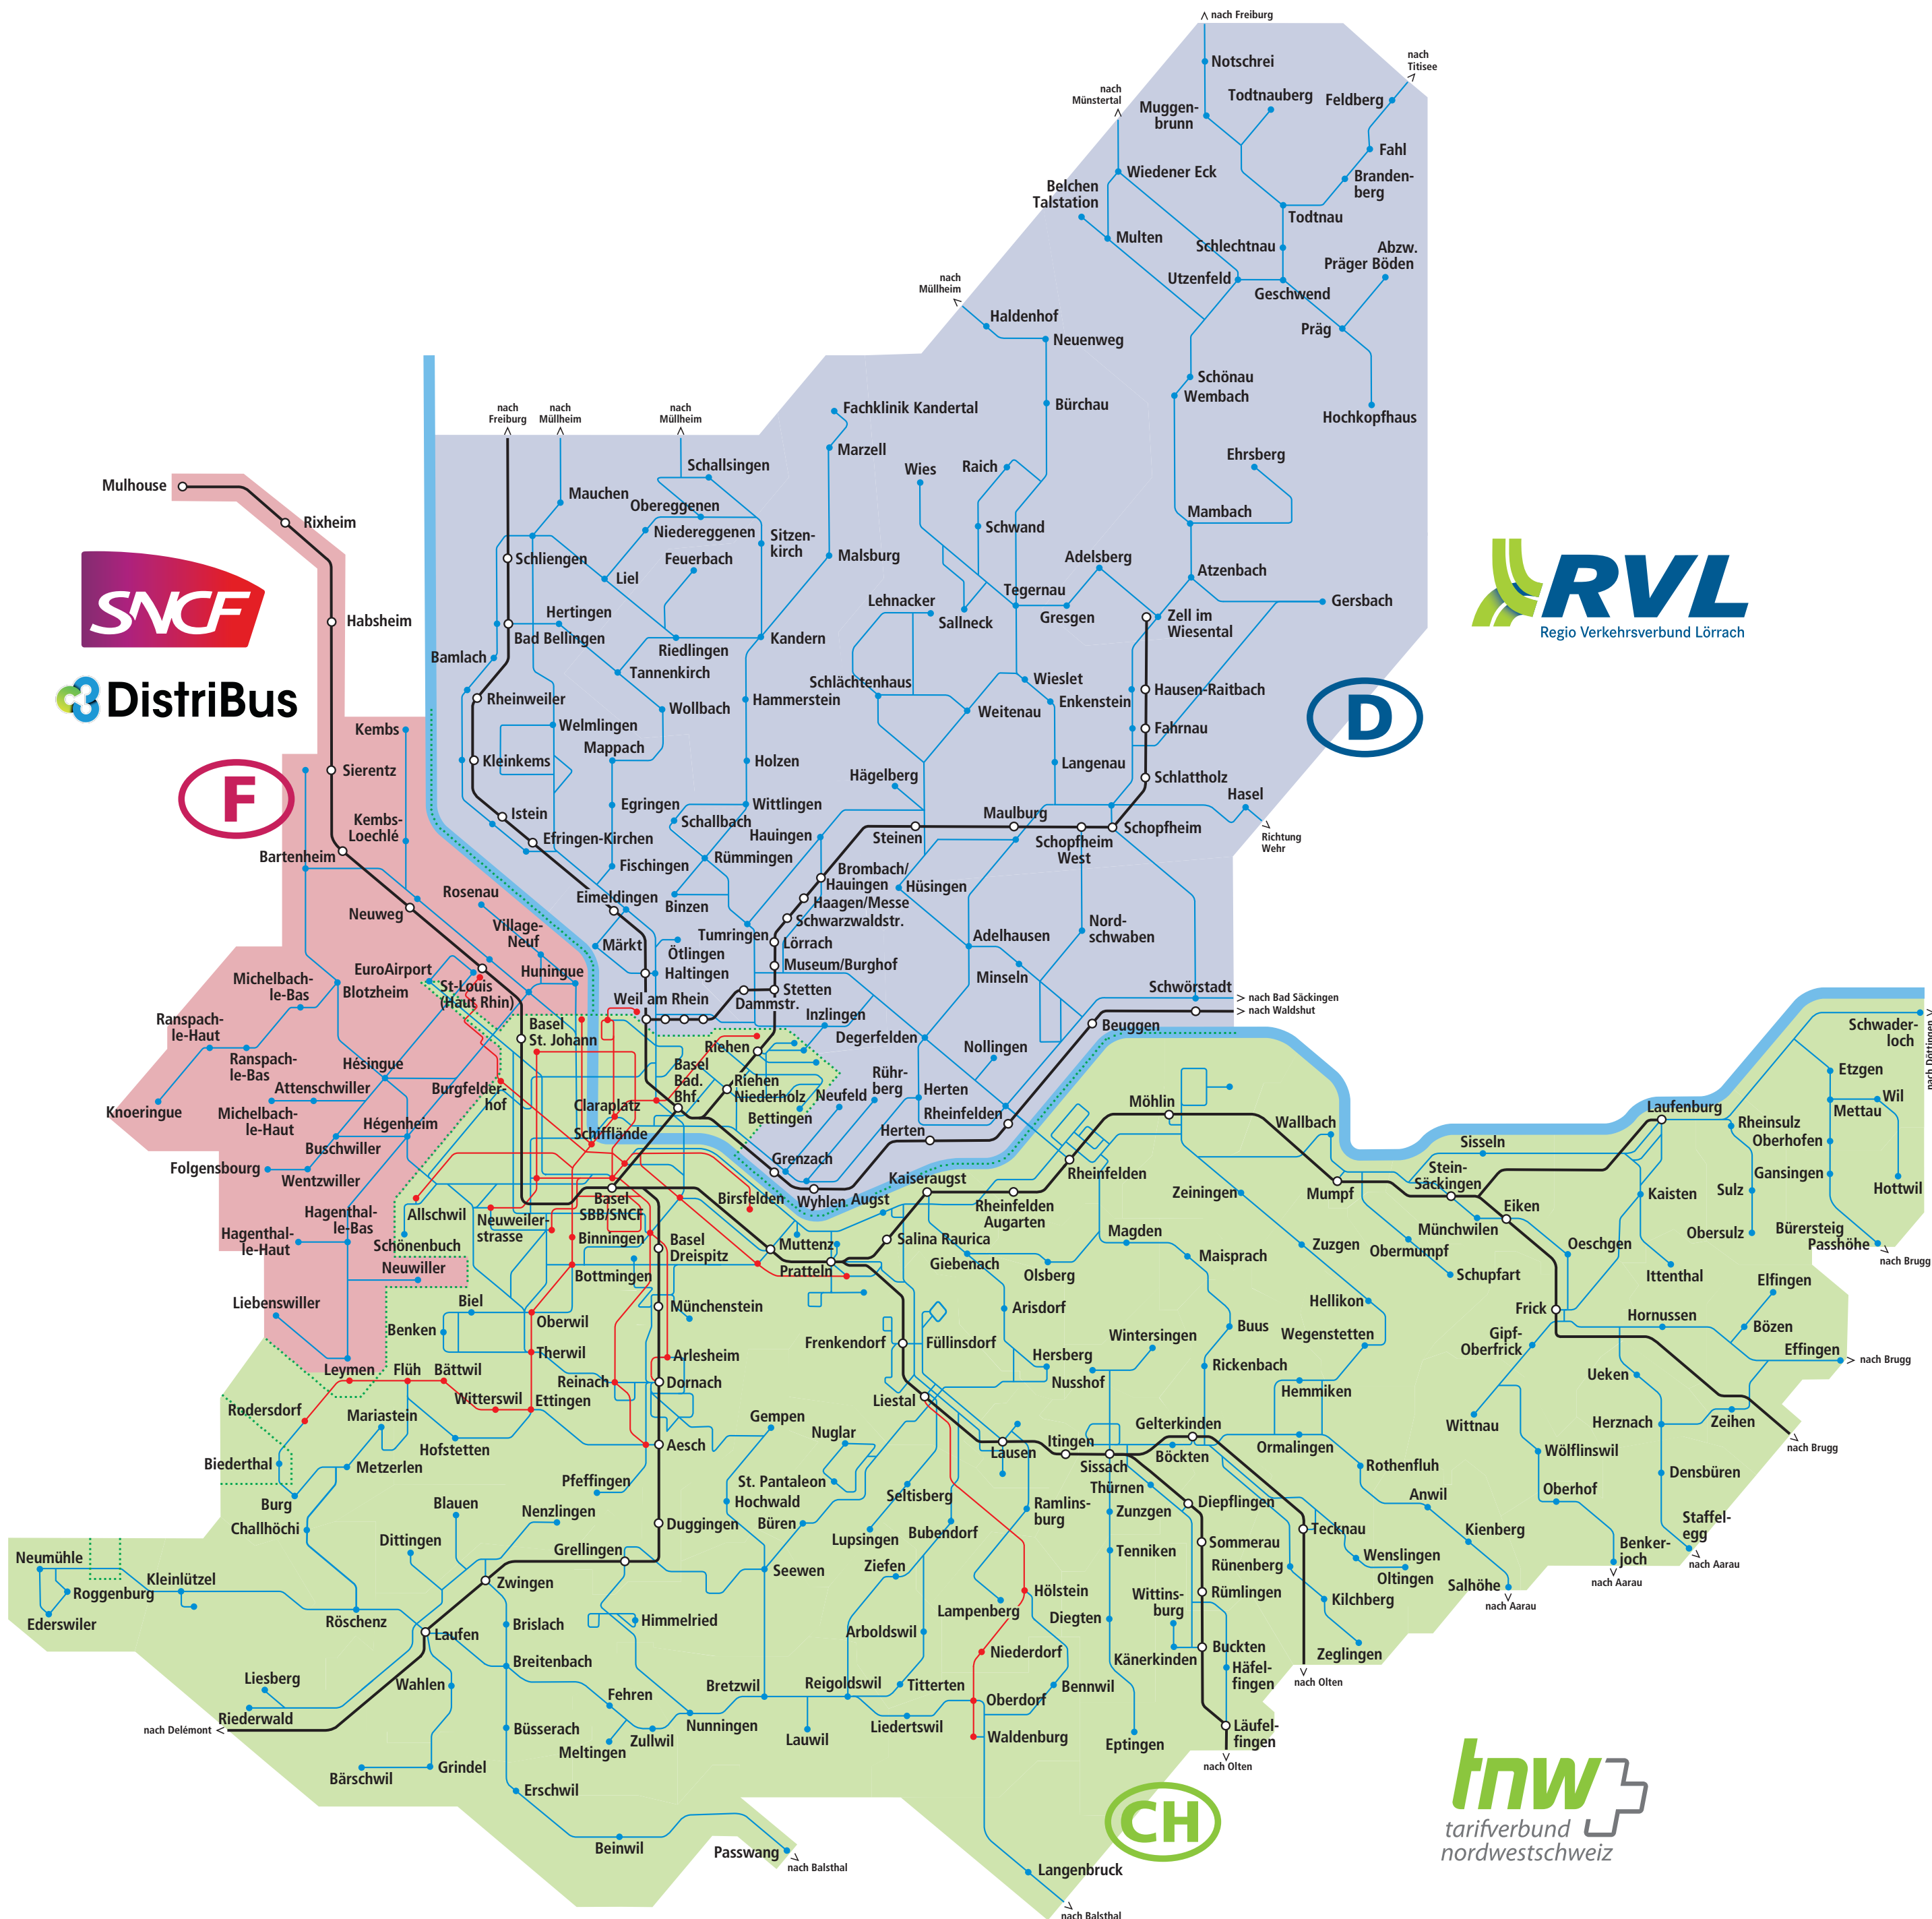 nach Freiburg
Notschrei
nach
Titisee
nach
Münstertal
Muggen-
brunn
Todtnauberg
Feldberg
Fahl
Wiedener Eck
Branden-
berg
Belchen
Talstation
Todtnau
Multen
Schlechtnau
Abzw.
Präger Böden
Utzenfeld
Geschwend
nach
Müllheim
Haldenhof
Präg
Neuenweg
Schönau
Wembach
Bürchau
Hochkopfhaus
nach
Freiburg
nach
Müllheim
nach
Müllheim
Fachklinik Kandertal
Marzell
Schallsingen
Wies
Raich
Ehrsberg
Mulhouse
Mauchen
Obereggenen
Niedereggenen
Sitzen-
kirch
Schwand
Mambach
Rixheim
Schliengen
Feuerbach
Malsburg
Adelsberg
Atzenbach
SNCF
Liel
Tegernau
RVL
Regio Verkehrsverbund Lörrach
Lehnacker
Sallneck
Gresgen
Gersbach
Habsheim
Hertingen
Bad Bellingen
Zell im
Wiesental
Riedlingen
Kandern
Bamlach
Tannenkirch
Schlächtenhaus
Wieslet
DistriBus
Rheinweiler
Hammerstein
Hausen-Raitbach
Enkenstein
Wollbach
Weitenau
Kembs
Welmlingen
Fahrnau
D
Mappach
Kleinkems
Holzen
Langenau
Sierentz
F
Hägelberg
Schlattholz
Egringen
Wittlingen
Hasel
Istein
Schallbach
Maulburg
Kembs-
Loechlé
Hauingen
Steinen
Schopfheim
Schopfheim
West
Richtung
Wehr
Efringen-Kirchen
Bartenheim
Fischingen
Rümmingen
Brombach/
Hauingen
Hüsingen
Rosenau
Eimeldingen
Binzen
Haagen/Messe
Schwarzwaldstr.
Neuweg
Village-
Neuf
Märkt
Tumringen
Ötlingen
Lörrach
Adelhausen
Nord-
schwaben
EuroAirport
Huningue
Haltingen
Museum/Burghof
Minseln
Michelbach-
le-Bas
Blotzheim
St-Louis
(Haut Rhin)
Weil am Rhein
Stetten
Dammstr.
Schwörstadt
nach Bad Säckingen
nach Waldshut
Ranspach-
le-Haut
Basel
St. Johann
Inzlingen
Beuggen
Schwader-
loch
nach Döttingen
Ranspach-
le-Bas
Riehen
Degerfelden
Nollingen
Hésingue
Basel
Bad.
Bhf.
Riehen
Niederholz
Etzgen
Attenschwiller
Burgfelder-
hof
Rühr-
berg
Herten
Wil
Mettau
Knoeringue
Michelbach-
le-Haut
Claraplatz
Neufeld
Bettingen
Rheinfelden
Möhlin
Laufenburg
Rheinsulz
Hégenheim
Schifflände
Wallbach
Oberhofen
Buschwiller
Herten
Sisseln
Folgensbourg
Wentzwiller
Grenzach
Rheinfelden
Stein-
Säckingen
Gansingen
Kaiseraugst
Wyhlen
Augst
Zeiningen
Mumpf
Kaisten
Sulz
Hottwil
Hagenthal-
le-Bas
Allschwil
Neuweiler-
strasse
Basel
SBB/SNCF
Birsfelden
Rheinfelden
Augarten
Eiken
Münchwilen
Obersulz
Bürersteig
Passhöhe
nach Brugg
Hagenthal-
le-Haut
Schönenbuch
Binningen
Basel
Dreispitz
Muttenz
Salina Raurica
Magden
Maisprach
Zuzgen
Obermumpf
Oeschgen
Neuwiller
Bottmingen
Pratteln
Giebenach
Olsberg
Schupfart
Ittenthal
Elfingen
Liebenswiller
Biel
Münchenstein
Arisdorf
Hellikon
Frick
Hornussen
Benken
Oberwil
Frenkendorf
Füllinsdorf
Wintersingen
Buus
Wegenstetten
Gipf-
Oberfrick
Bözen
Therwil
Arlesheim
Hersberg
Nusshof
Rickenbach
Effingen
nach Brugg
Leymen
Flüh
Bättwil
Reinach
Dornach
Hemmiken
Ueken
Rodersdorf
Witterswil
Ettingen
Liestal
Wittnau
Mariastein
Gempen
Gelterkinden
Herznach
Zeihen
Hofstetten
Aesch
Nuglar
Lausen
Itingen
Böckten
Ormalingen
Wölflinswil
nach Brugg
Biederthal
Metzerlen
Pfeffingen
St. Pantaleon
Sissach
Rothenfluh
Densbüren
Burg
Seltisberg
Thürnen
Blauen
Nenzlingen
Hochwald
Ramlins-
burg
Diepflingen
Anwil
Oberhof
Challhöchi
Duggingen
Büren
Bubendorf
Zunzgen
Tecknau
Staffel-
egg
Dittingen
Lupsingen
Kienberg
Neumühle
Grellingen
Ziefen
Tenniken
Sommerau
Wenslingen
Benker-
joch
nach Aarau
Roggenburg
Kleinlützel
Zwingen
Seewen
Rünenberg
Oltingen
nach Aarau
Hölstein
Wittins-
burg
Rümlingen
Kilchberg
Salhöhe
nach Aarau
Ederswiler
Röschenz
Brislach
Himmelried
Lampenberg
Diegten
Laufen
Arboldswil
Niederdorf
Buckten
Zeglingen
Breitenbach
Känerkinden
Häfel-
fingen
nach Olten
Liesberg
Wahlen
Fehren
Bretzwil
Reigoldswil
Titterten
Oberdorf
Bennwil
Riederwald
nach Delémont
Büsserach
Nunningen
Zullwil
Meltingen
Lauwil
Liedertswil
Waldenburg
Eptingen
Läufel-
fingen
nach Olten
Bärschwil
Grindel
Erschwil
CH
tnw
tarifverbund
nordwestschweiz
Beinwil
Passwang
nach Balsthal
Langenbruck
nach Balsthal